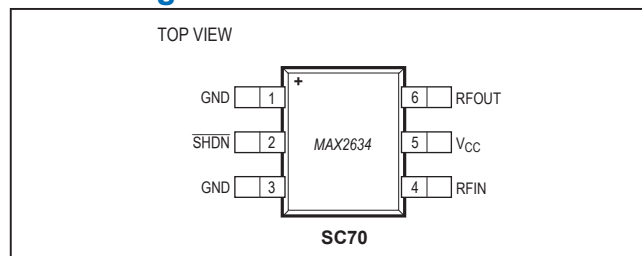 TOP VIEW
+
GND 1
6 RFOUT
SHDN 2
MAX2634
5 VCC
GND 3
4 RFIN
SC70